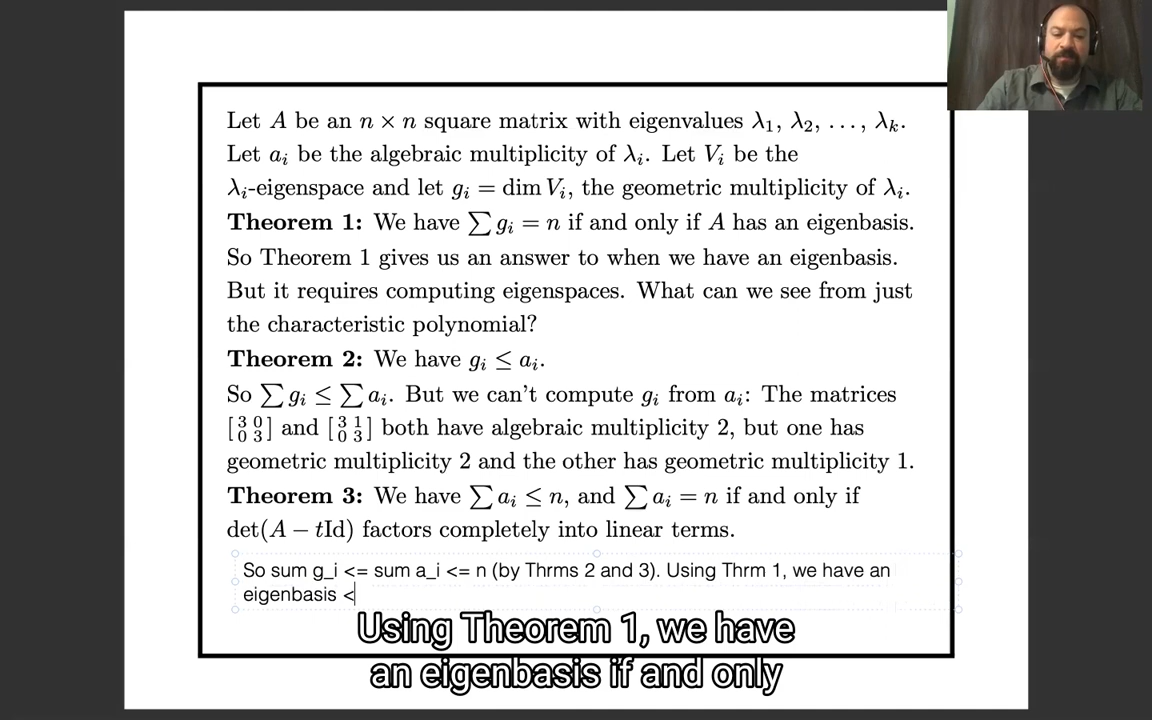 Let A be an n × n square matrix with eigenvalues λ₁, λ₂, …, λₖ.
Let aᵢ be the algebraic multiplicity of λᵢ. Let Vᵢ be the
λᵢ-eigenspace and let gᵢ = dim Vᵢ, the geometric multiplicity of λᵢ.
Theorem 1: We have ∑ gᵢ = n if and only if A has an eigenbasis.
So Theorem 1 gives us an answer to when we have an eigenbasis.
But it requires computing eigenspaces. What can we see from just
the characteristic polynomial?
Theorem 2: We have gᵢ ≤ aᵢ.
So ∑ gᵢ ≤ ∑ aᵢ. But we can't compute gᵢ from aᵢ: The matrices
[3 0; 0 3] and [3 1; 0 3] both have algebraic multiplicity 2, but one has
geometric multiplicity 2 and the other has geometric multiplicity 1.
Theorem 3: We have ∑ aᵢ ≤ n, and ∑ aᵢ = n if and only if
det(A − tId) factors completely into linear terms.
So sum g_i <= sum a_i <= n (by Thrms 2 and 3). Using Thrm 1, we have an
eigenbasis <
Using Theorem 1, we have
an eigenbasis if and only